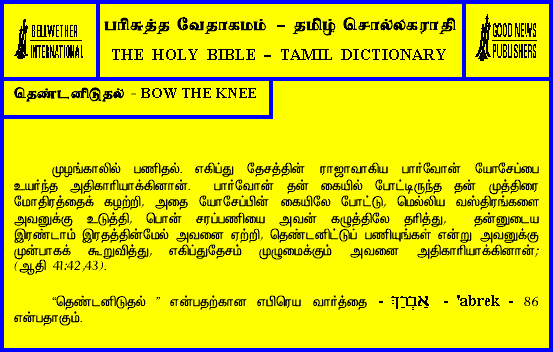 BELLWETHER
INTERNATIONAL
பரிசுத்த வேதாகமம் – தமிழ் சொல்லகராதி
THE HOLY BIBLE – TAMIL DICTIONARY
GOOD NEWS
PUBLISHERS
தெண்டனிடுதல் - BOW THE KNEE
முழங்காலில் பணிதல். எகிப்து தேசத்தின் ராஜாவாகிய பார்வோன் யோசேப்பை
உயர்ந்த அதிகாரியாக்கினான். பார்வோன் தன் கையில் போட்டிருந்த தன் முத்திரை
மோதிரத்தைக் கழற்றி, அதை யோசேப்பின் கையிலே போட்டு, மெல்லிய வஸ்திரங்களை
அவனுக்கு உடுத்தி, பொன் சரப்பணியை அவன் கழுத்திலே தரித்து, தன்னுடைய
இரண்டாம் இரதத்தின்மேல் அவனை ஏற்றி, தெண்டனிட்டுப் பணியுங்கள் என்று அவனுக்கு
முன்பாகக் கூறுவித்து, எகிப்துதேசம் முழுமைக்கும் அவனை அதிகாரியாக்கினான்;
(ஆதி 41:42,43).
“தெண்டனிடுதல் ” என்பதற்கான எபிரெய வார்த்தை - אַבְרֵךְ - 'abrek - 86
என்பதாகும்.